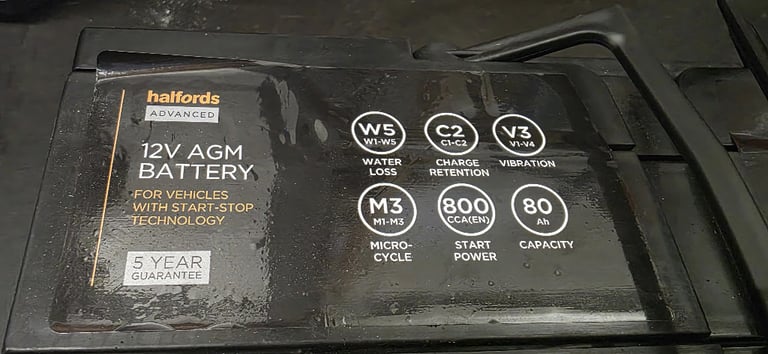 halfords
ADVANCED
12V AGM
BATTERY
FOR VEHICLES
WITH START-STOP
TECHNOLOGY
5 YEAR
GUARANTEE
W5
W1-W5
WATER
LOSS
C2
C1-C2
CHARGE
RETENTION
V3
V1-V4
VIBRATION
M3
M1-M3
MICRO-
CYCLE
800
CCA(EN)
START
POWER
80
Ah
CAPACITY